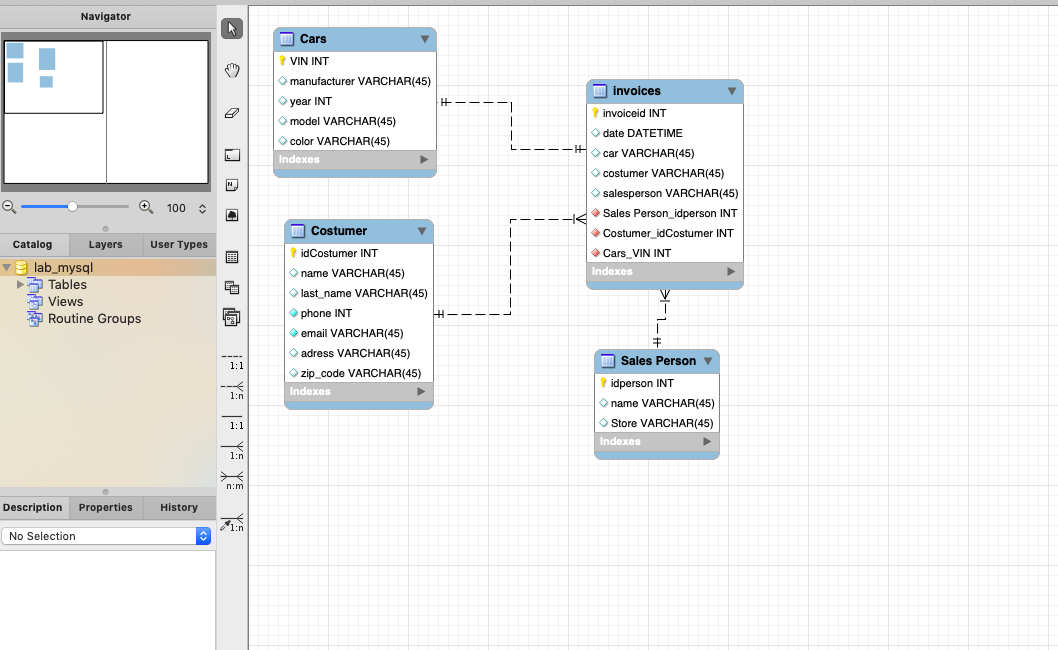 Navigator
100
Catalog
Layers
User Types
lab_mysql
Tables
Views
Routine Groups
Description
Properties
History
No Selection
1:1
1:n
1:1
1:n
n:m
1:n
Cars
VIN INT
manufacturer VARCHAR(45)
year INT
model VARCHAR(45)
color VARCHAR(45)
Indexes
Costumer
idCostumer INT
name VARCHAR(45)
last_name VARCHAR(45)
phone INT
email VARCHAR(45)
adress VARCHAR(45)
zip_code VARCHAR(45)
Indexes
invoices
invoiceid INT
date DATETIME
car VARCHAR(45)
costumer VARCHAR(45)
salesperson VARCHAR(45)
Sales Person_idperson INT
Costumer_idCostumer INT
Cars_VIN INT
Indexes
Sales Person
idperson INT
name VARCHAR(45)
Store VARCHAR(45)
Indexes